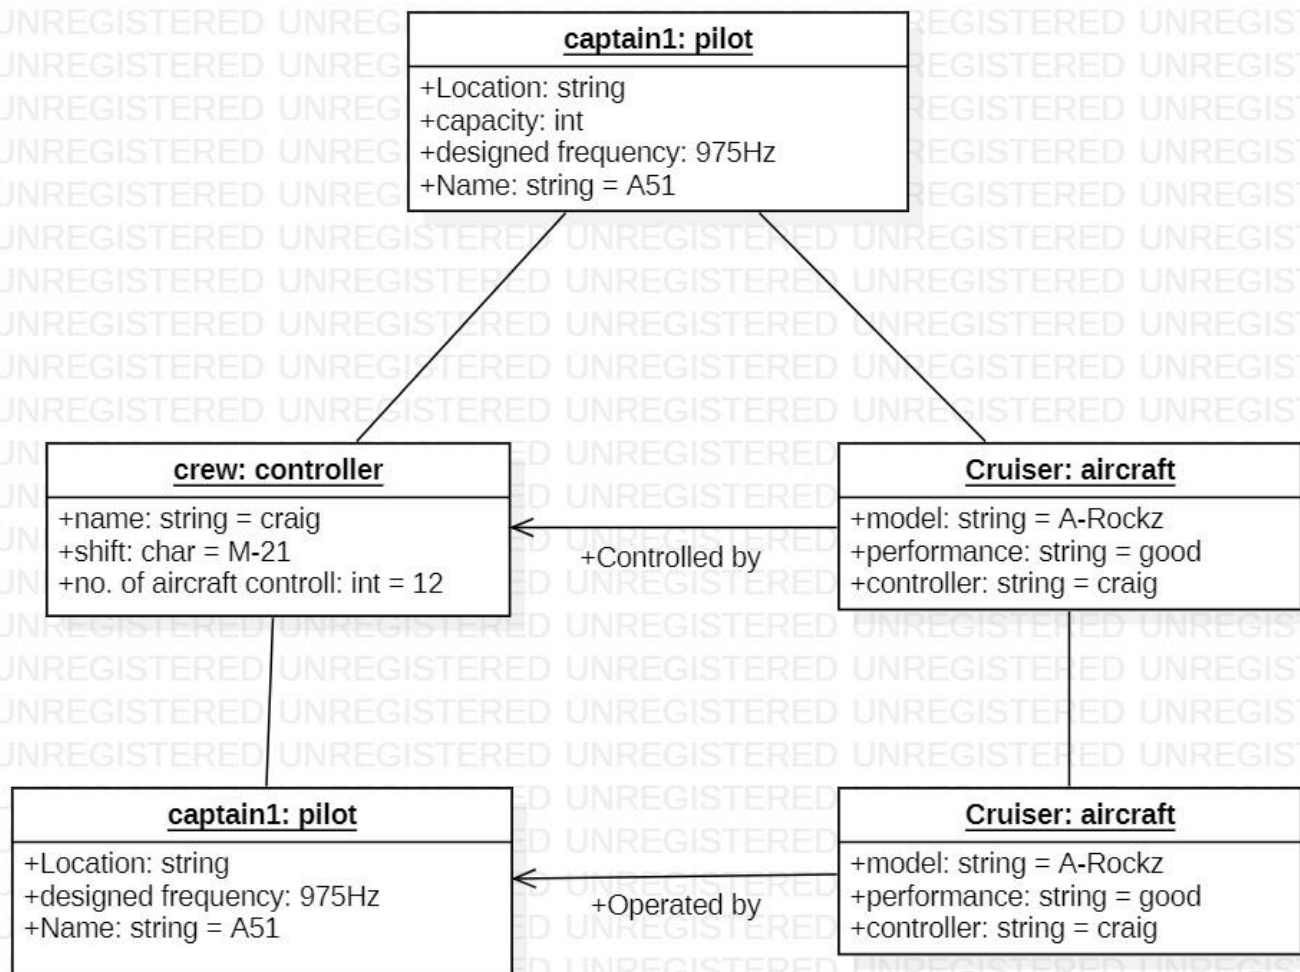 captain1: pilot
+Location: string
+capacity: int
+designed frequency: 975Hz
+Name: string = A51
crew: controller
+name: string = craig
+shift: char = M-21
+no. of aircraft controll: int = 12
+Controlled by
Cruiser: aircraft
+model: string = A-Rockz
+performance: string = good
+controller: string = craig
captain1: pilot
+Location: string
+designed frequency: 975Hz
+Name: string = A51
+Operated by
Cruiser: aircraft
+model: string = A-Rockz
+performance: string = good
+controller: string = craig
UNREGISTERED